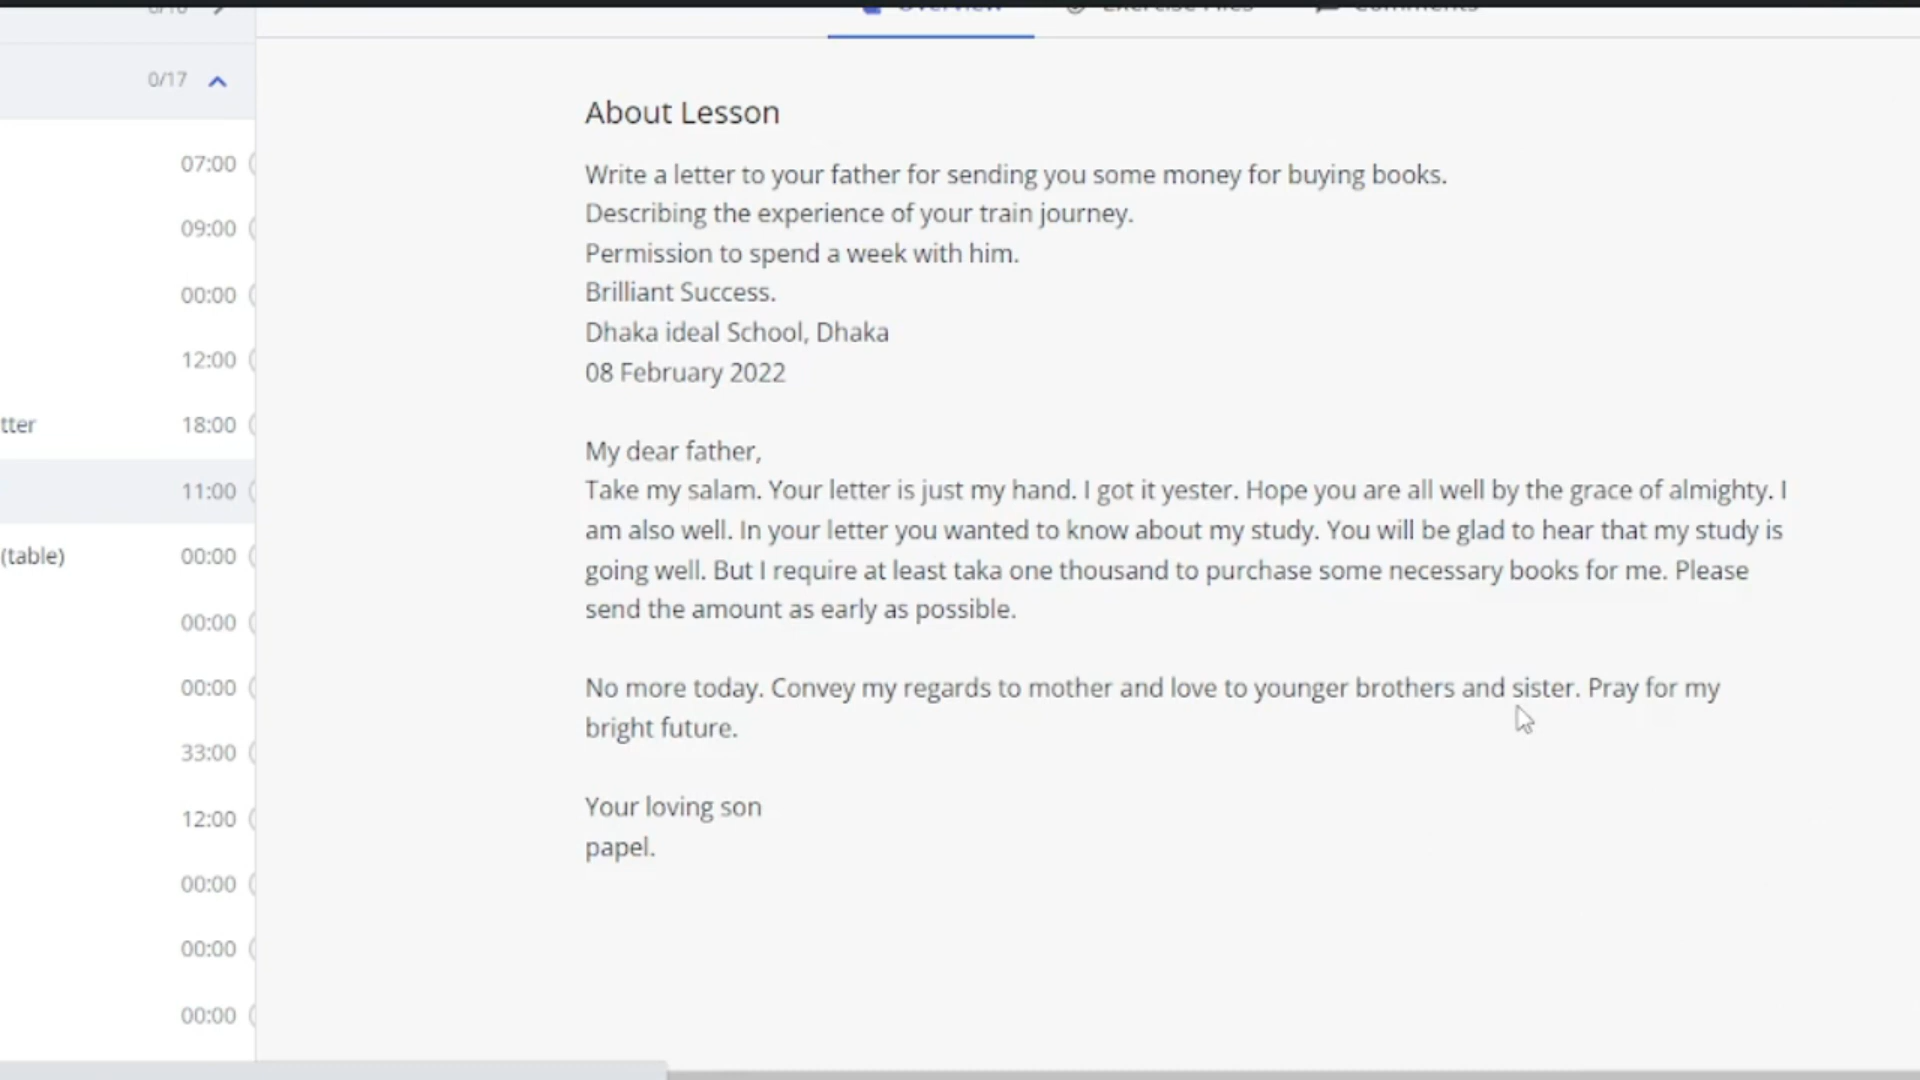 0/17
07:00
09:00
00:00
12:00
tter 18:00
11:00
(table) 00:00
00:00
00:00
33:00
12:00
00:00
00:00
00:00
Overview Exercise Files Comments
About Lesson
Write a letter to your father for sending you some money for buying books.
Describing the experience of your train journey.
Permission to spend a week with him.
Brilliant Success.
Dhaka ideal School, Dhaka
08 February 2022
My dear father,
Take my salam. Your letter is just my hand. I got it yester. Hope you are all well by the grace of almighty. I
am also well. In your letter you wanted to know about my study. You will be glad to hear that my study is
going well. But I require at least taka one thousand to purchase some necessary books for me. Please
send the amount as early as possible.
No more today. Convey my regards to mother and love to younger brothers and sister. Pray for my
bright future.
Your loving son
papel.